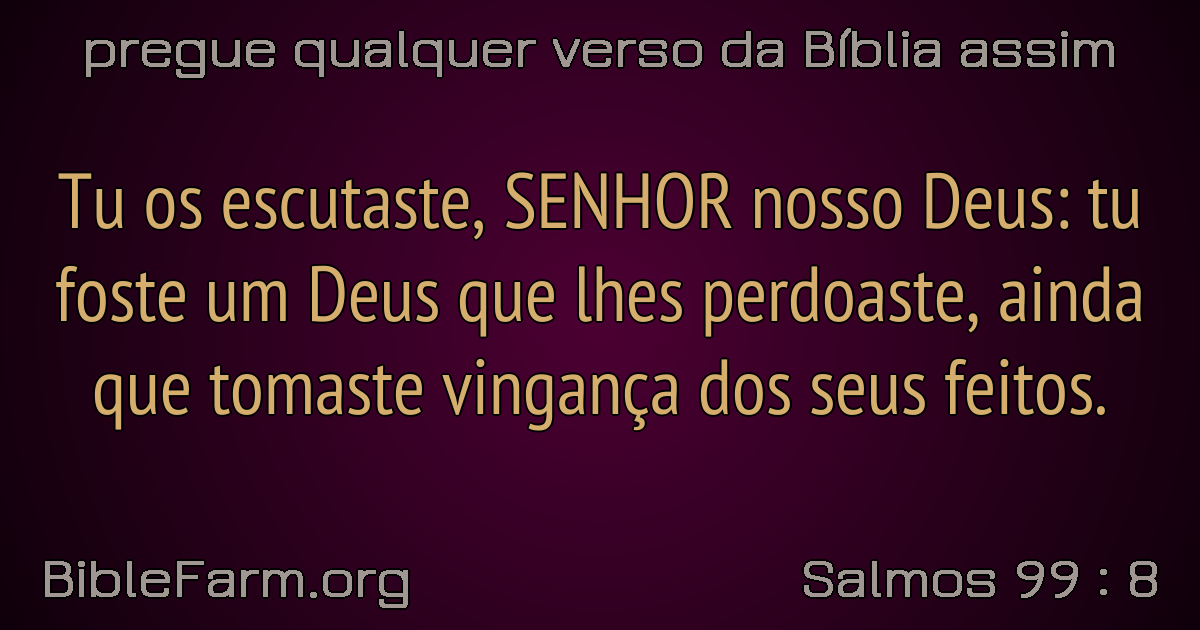 pregue qualquer verso da Bíblia assim
Tu os escutaste, SENHOR nosso Deus: tu
foste um Deus que lhes perdoaste, ainda
que tomaste vingança dos seus feitos.
BibleFarm.org
Salmos 99 : 8